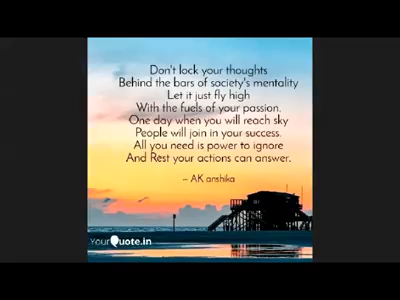 Don't lock your thoughts
Behind the bars of society's mentality
Let it just fly high
With the fuels of your passion.
One day when you will reach sky
People will join in your success.
All you need is power to ignore
And Rest your actions can answer.
- AK anshika
YourQuote.in